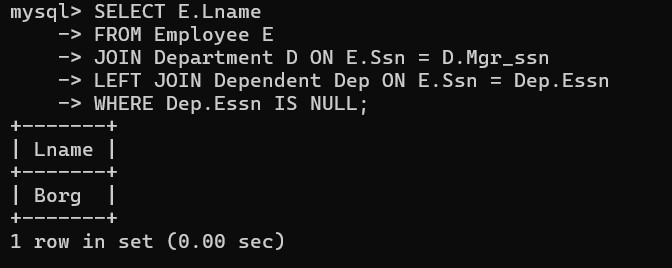 mysql> SELECT E.Lname
    -> FROM Employee E
    -> JOIN Department D ON E.Ssn = D.Mgr_ssn
    -> LEFT JOIN Dependent Dep ON E.Ssn = Dep.Essn
    -> WHERE Dep.Essn IS NULL;
+-------+
| Lname |
+-------+
| Borg  |
+-------+
1 row in set (0.00 sec)